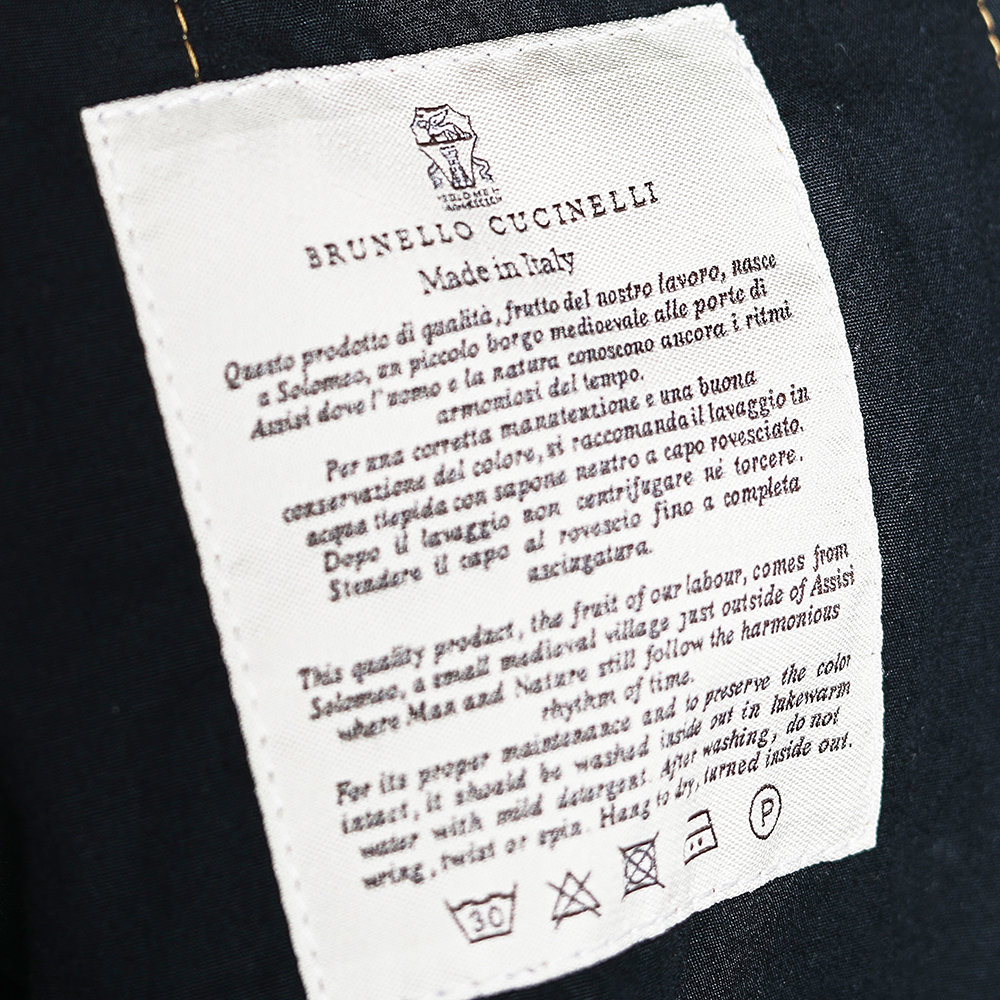 BRUNELLO CUCINELLI
Made in Italy
Questo prodotto di qualità, frutto del nostro lavoro, nasce
a Solomeo, un piccolo borgo medioevale alle porte di
Assisi dove l'uomo e la natura conoscono ancora i ritmi
armoniosi del tempo.
Per una corretta manutenzione e una buona
conservazione del colore, si raccomanda il lavaggio in
acqua tiepida con sapone neutro a capo rovesciato.
Dopo il lavaggio non centrifugare né torcere.
Stendere il capo al rovescio fino a completa
asciugatura.
This quality product, the fruit of our labour, comes from
Solomeo, a small medieval village just outside of Assisi
where Man and Nature still follow the harmonious
rhythm of time.
For its proper maintenance and to preserve the color
intact, it should be washed inside out in lukewarm
water with mild detergent. After washing, do not
wring, twist or spin. Hang to dry, turned inside out.
30
P